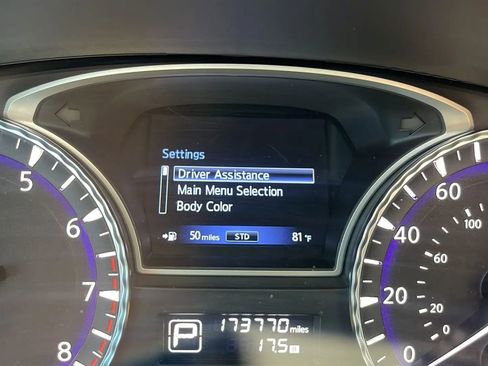 Settings
Driver Assistance
Main Menu Selection
Body Color
50 miles STD 81 °F
5
6
7
8
60
40
20
0
100
80
60
40
20
0
P
173770 miles
17.5